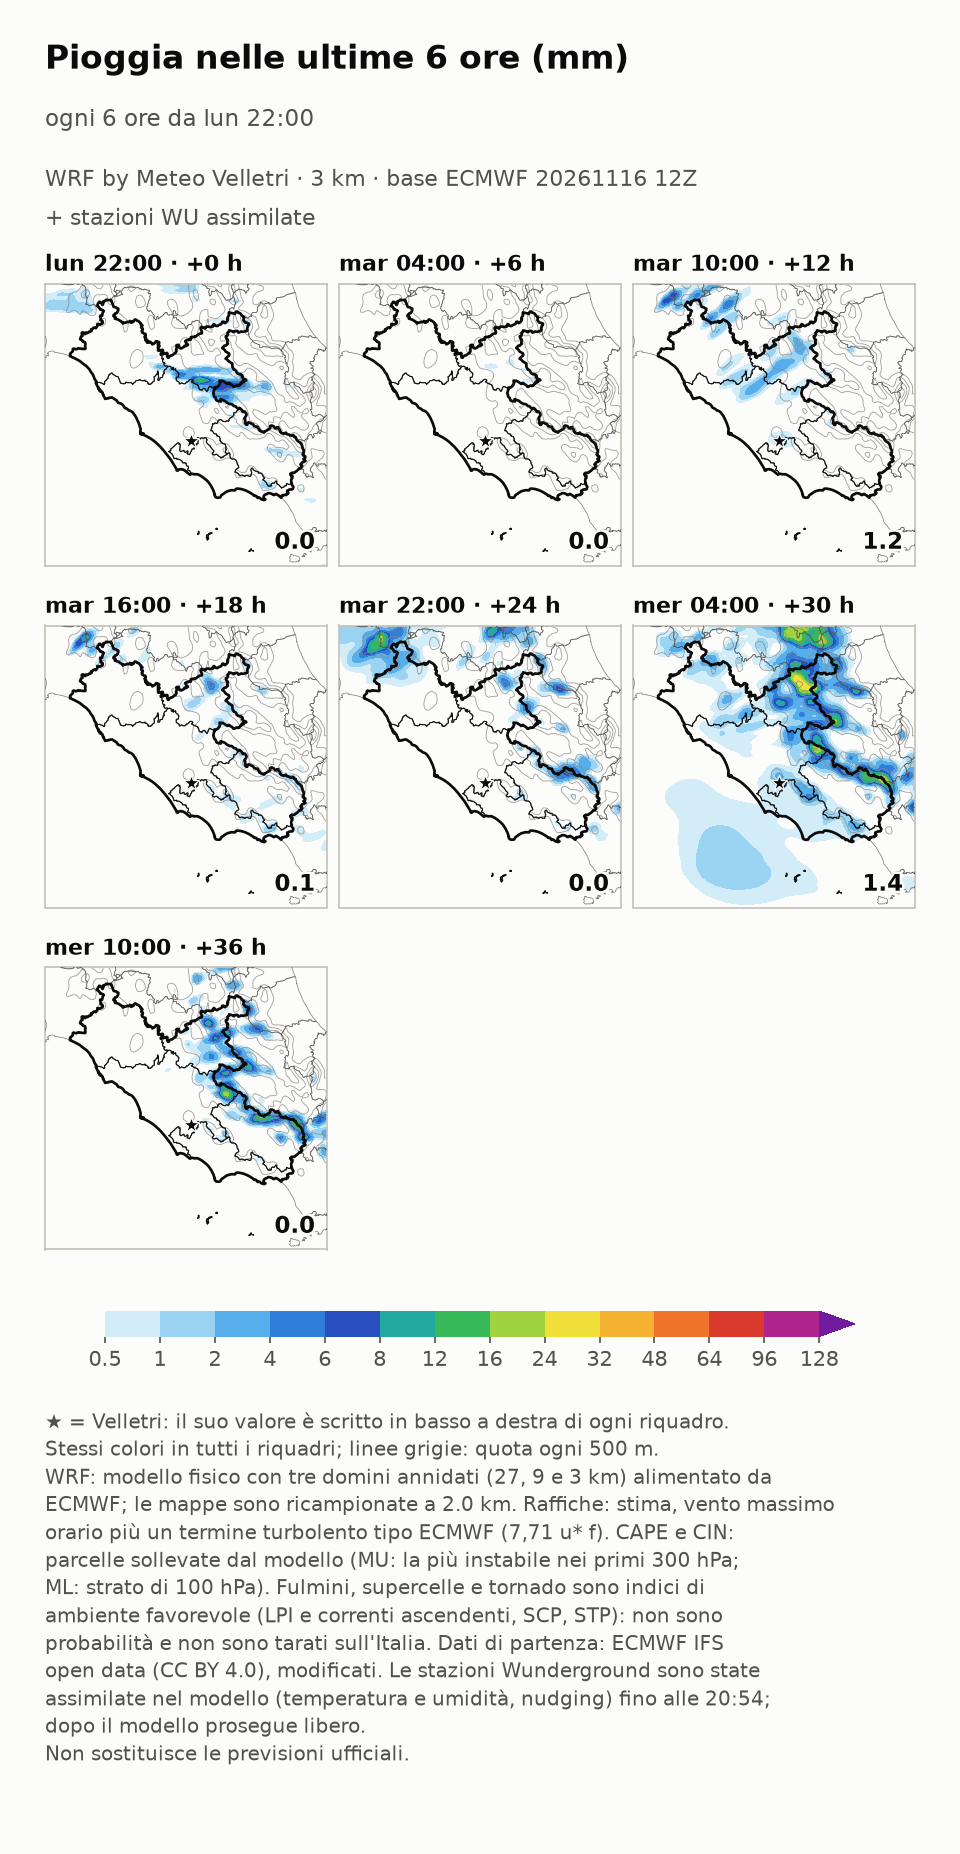 Pioggia nelle ultime 6 ore (mm)
ogni 6 ore da lun 22:00
WRF by Meteo Velletri · 3 km · base ECMWF 20261116 12Z
+ stazioni WU assimilate
lun 22:00 · +0 h
mar 04:00 · +6 h
mar 10:00 · +12 h
0.0
0.0
1.2
mar 16:00 · +18 h
mar 22:00 · +24 h
mer 04:00 · +30 h
0.1
0.0
1.4
mer 10:00 · +36 h
0.0
0.5 1 2 4 6 8 12 16 24 32 48 64 96 128
★ = Velletri: il suo valore è scritto in basso a destra di ogni riquadro.
Stessi colori in tutti i riquadri; linee grigie: quota ogni 500 m.
WRF: modello fisico con tre domini annidati (27, 9 e 3 km) alimentato da
ECMWF; le mappe sono ricampionate a 2.0 km. Raffiche: stima, vento massimo
orario più un termine turbolento tipo ECMWF (7,71 u* f). CAPE e CIN:
parcelle sollevate dal modello (MU: la più instabile nei primi 300 hPa;
ML: strato di 100 hPa). Fulmini, supercelle e tornado sono indici di
ambiente favorevole (LPI e correnti ascendenti, SCP, STP): non sono
probabilità e non sono tarati sull'Italia. Dati di partenza: ECMWF IFS
open data (CC BY 4.0), modificati. Le stazioni Wunderground sono state
assimilate nel modello (temperatura e umidità, nudging) fino alle 20:54;
dopo il modello prosegue libero.
Non sostituisce le previsioni ufficiali.